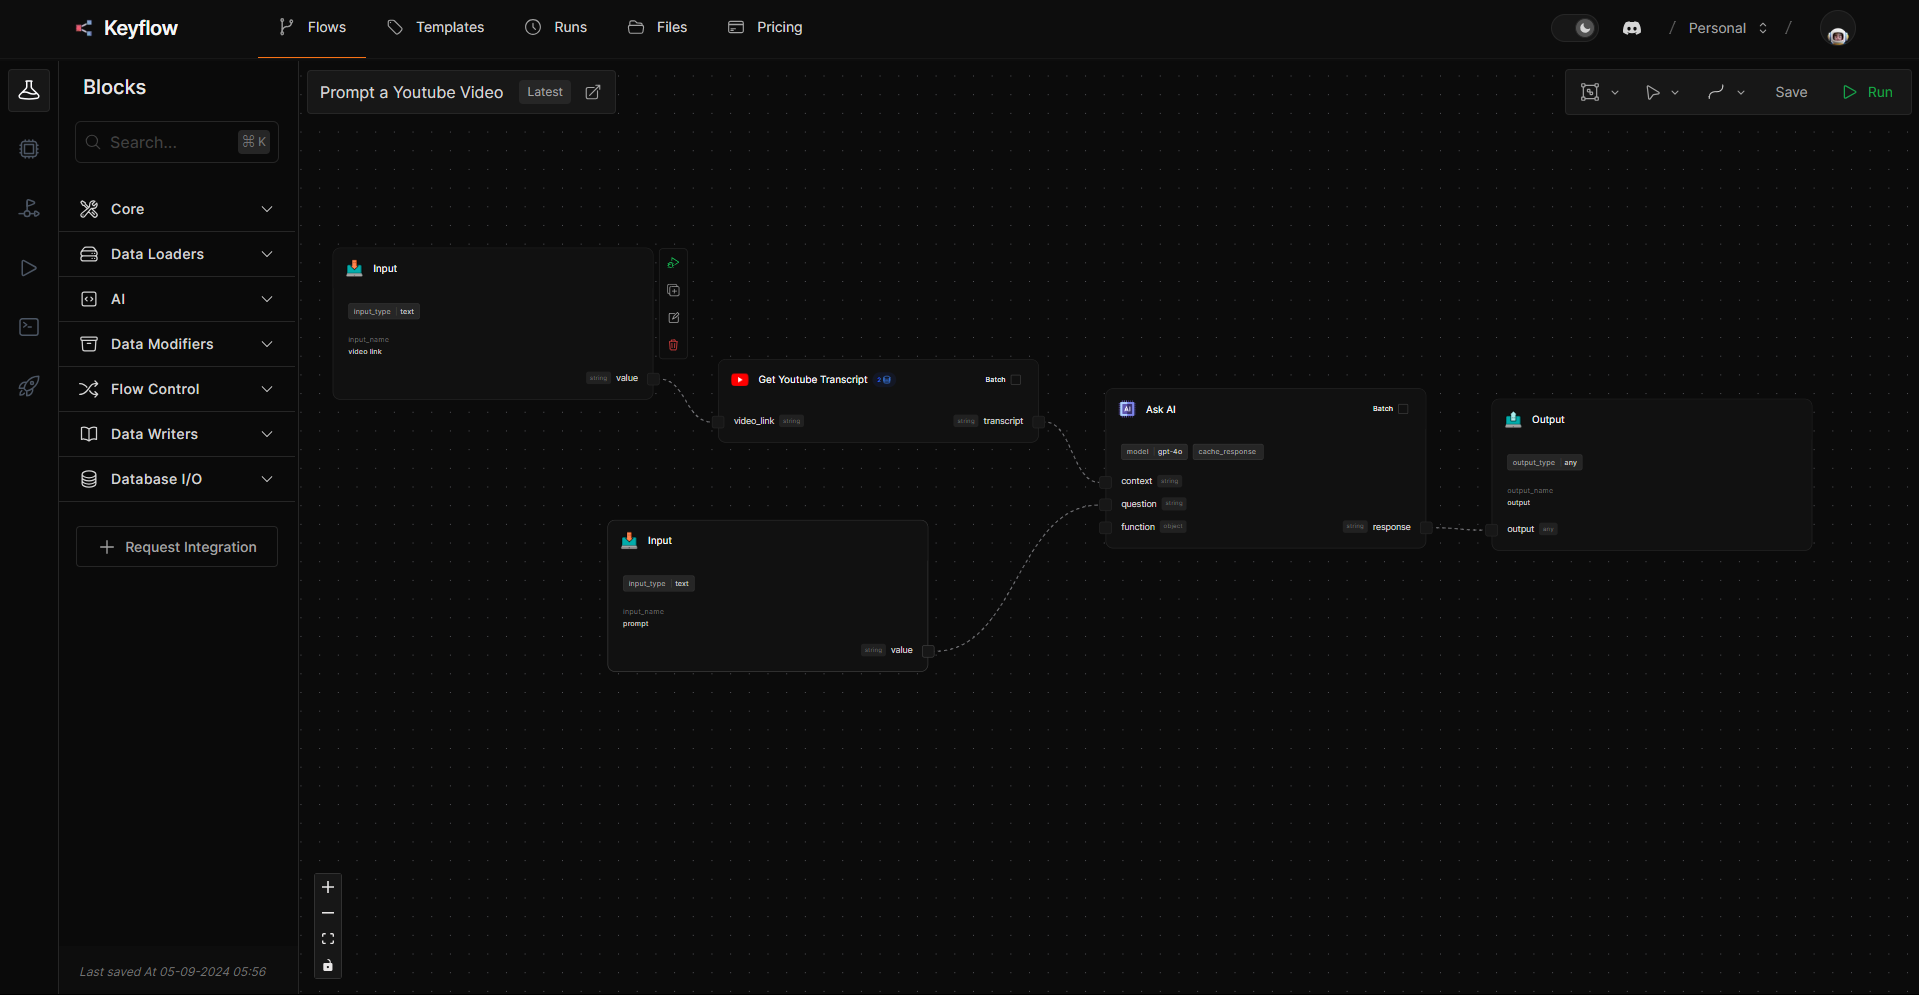 Keyflow
Flows
Templates
Runs
Files
Pricing
Personal
Blocks
Search...
⌘ K
Core
Data Loaders
AI
Data Modifiers
Flow Control
Data Writers
Database I/O
Request Integration
Last saved At 05-09-2024 05:56
Prompt a Youtube Video
Latest
Save
Run
Input
input_type text
input_name
video link
string value
Get Youtube Transcript 2
Batch
video_link string
string transcript
Input
input_type text
input_name
prompt
string value
AI
Ask AI
Batch
model gpt-4o cache_response
context string
question string
function object
string response
Output
output_type any
output_name
output
output any